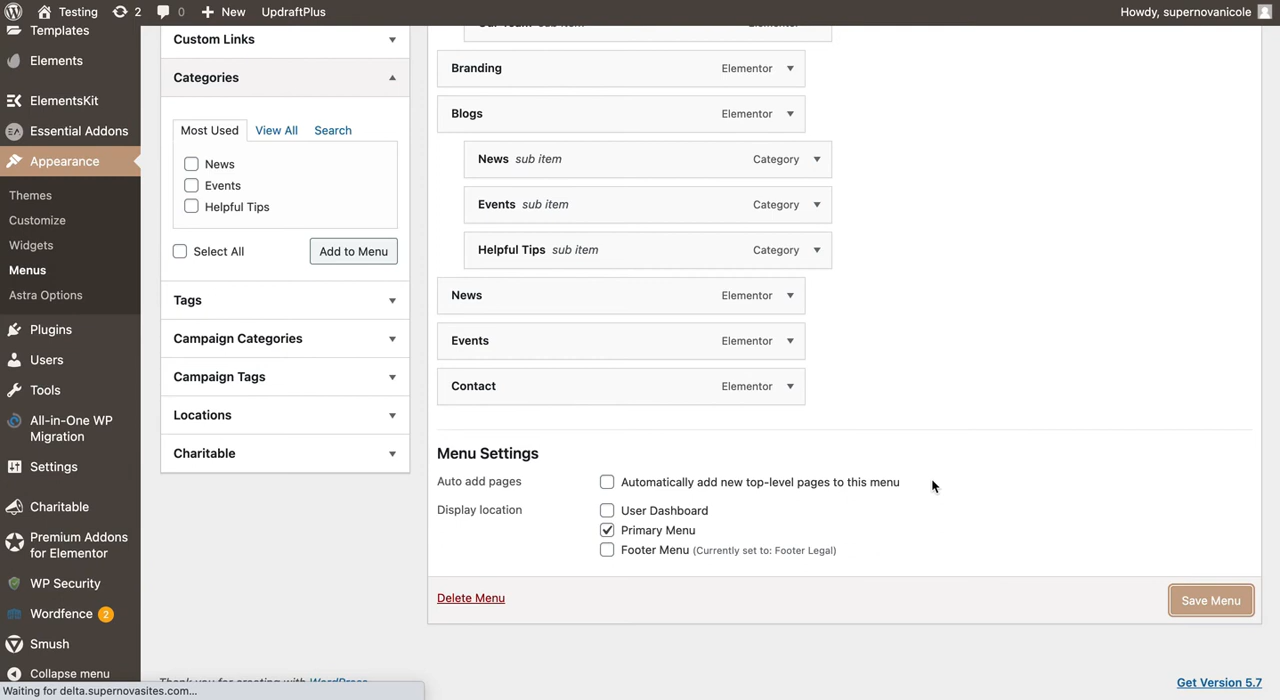 Testing 2 0 New UpdraftPlus Howdy, supernovanicole
Templates
Elements
ElementsKit
Essential Addons
Appearance
Themes
Customize
Widgets
Menus
Astra Options
Plugins
Users
Tools
All-in-One WP
Migration
Settings
Charitable
Premium Addons
for Elementor
WP Security
Wordfence 2
Smush
Collapse menu
Waiting for delta.supernovasites.com...
Custom Links
Categories
Most Used View All Search
News
Events
Helpful Tips
Select All Add to Menu
Tags
Campaign Categories
Campaign Tags
Locations
Charitable
Our Team sub item Elementor
Branding Elementor
Blogs Elementor
News sub item Category
Events sub item Category
Helpful Tips sub item Category
News Elementor
Events Elementor
Contact Elementor
Menu Settings
Auto add pages Automatically add new top-level pages to this menu
Display location User Dashboard
Primary Menu
Footer Menu (Currently set to: Footer Legal)
Delete Menu Save Menu
Thank you for creating with WordPress Get Version 5.7